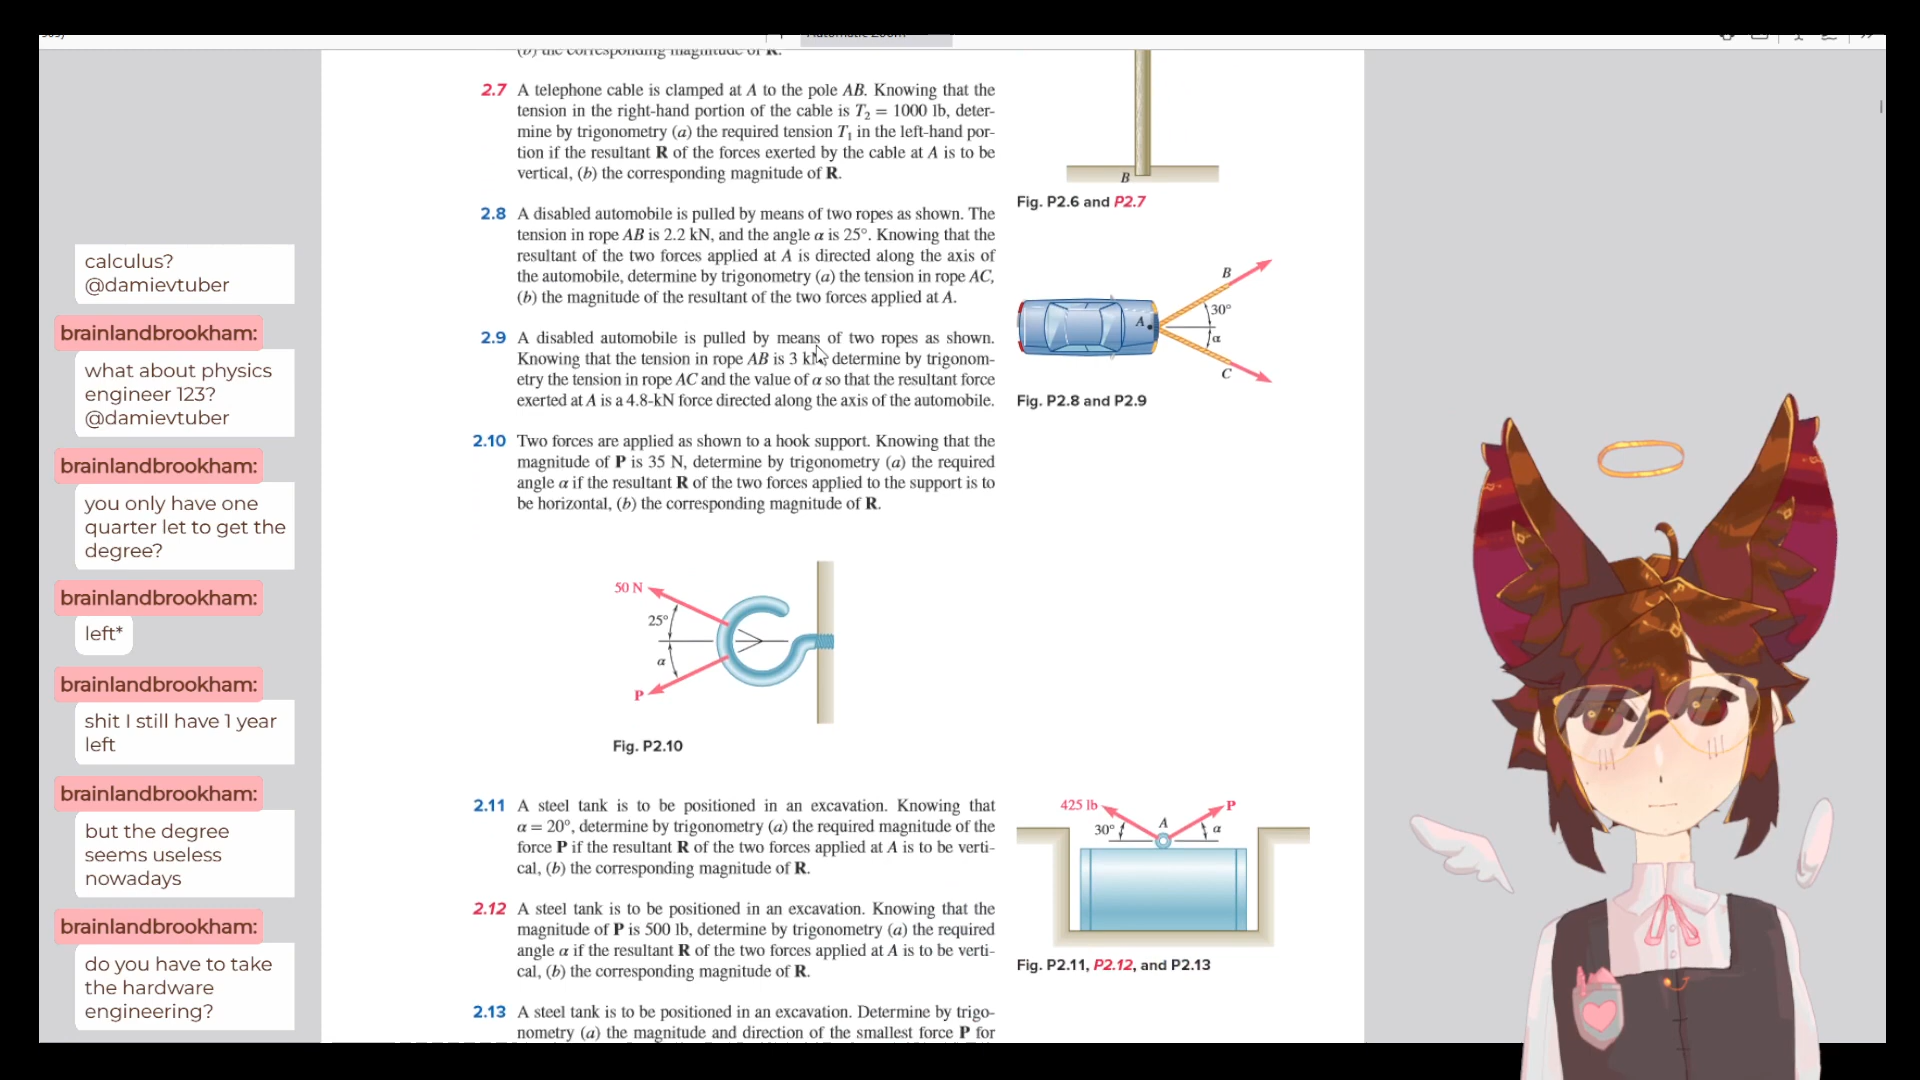 calculus?
@damievtuber
brainlandbrookham:
what about physics
engineer 123?
@damievtuber
brainlandbrookham:
you only have one
quarter let to get the
degree?
brainlandbrookham:
left*
brainlandbrookham:
shit I still have 1 year
left
brainlandbrookham:
but the degree
seems useless
nowadays
brainlandbrookham:
do you have to take
the hardware
engineering?
(b) the corresponding magnitude of R.
2.7 A telephone cable is clamped at A to the pole AB. Knowing that the
tension in the right-hand portion of the cable is T₂ = 1000 lb, deter-
mine by trigonometry (a) the required tension T₁ in the left-hand por-
tion if the resultant R of the forces exerted by the cable at A is to be
vertical, (b) the corresponding magnitude of R.
B
Fig. P2.6 and P2.7
2.8 A disabled automobile is pulled by means of two ropes as shown. The
tension in rope AB is 2.2 kN, and the angle α is 25°. Knowing that the
resultant of the two forces applied at A is directed along the axis of
the automobile, determine by trigonometry (a) the tension in rope AC,
(b) the magnitude of the resultant of the two forces applied at A.
2.9 A disabled automobile is pulled by means of two ropes as shown.
Knowing that the tension in rope AB is 3 kN, determine by trigonom-
etry the tension in rope AC and the value of α so that the resultant force
exerted at A is a 4.8-kN force directed along the axis of the automobile.
B
30°
A
α
C
Fig. P2.8 and P2.9
2.10 Two forces are applied as shown to a hook support. Knowing that the
magnitude of P is 35 N, determine by trigonometry (a) the required
angle α if the resultant R of the two forces applied to the support is to
be horizontal, (b) the corresponding magnitude of R.
50 N
25°
α
P
Fig. P2.10
2.11 A steel tank is to be positioned in an excavation. Knowing that
α = 20°, determine by trigonometry (a) the required magnitude of the
force P if the resultant R of the two forces applied at A is to be verti-
cal, (b) the corresponding magnitude of R.
2.12 A steel tank is to be positioned in an excavation. Knowing that the
magnitude of P is 500 lb, determine by trigonometry (a) the required
angle α if the resultant R of the two forces applied at A is to be verti-
cal, (b) the corresponding magnitude of R.
425 lb
P
A
30°
α
Fig. P2.11, P2.12, and P2.13
2.13 A steel tank is to be positioned in an excavation. Determine by trigo-
nometry (a) the magnitude and direction of the smallest force P for